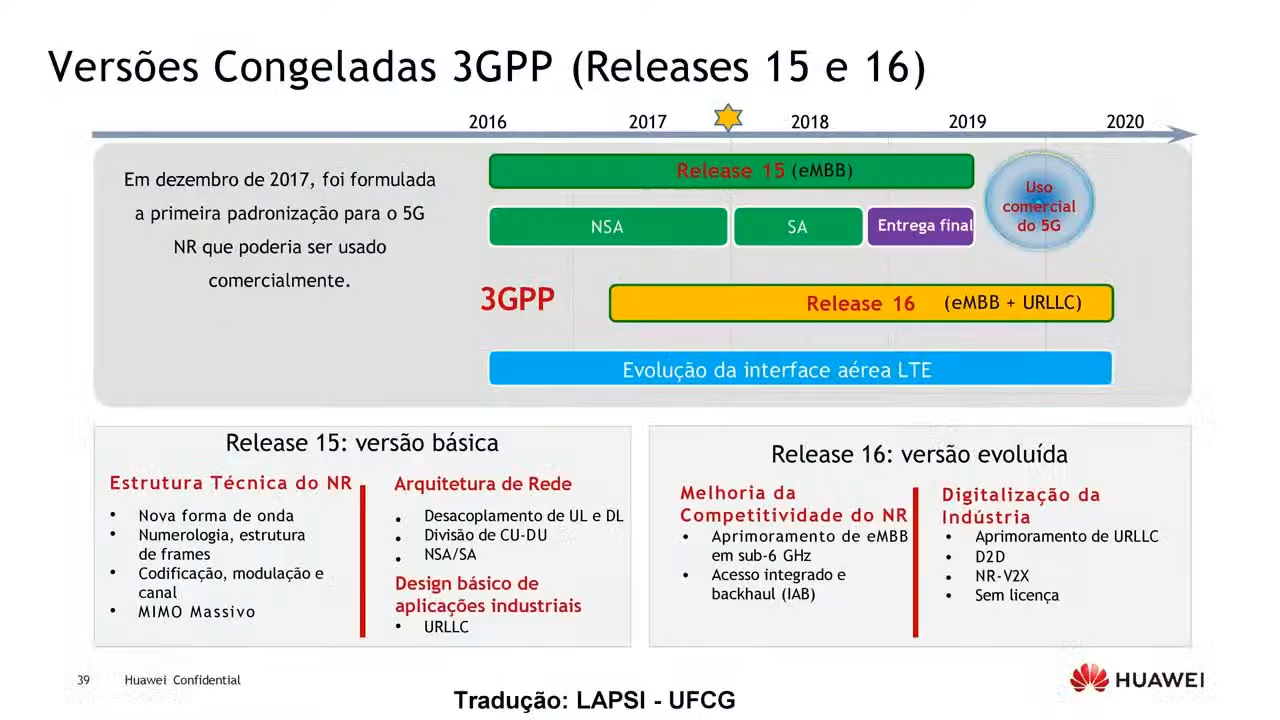 Versões Congeladas 3GPP (Releases 15 e 16)
2016 2017 2018 2019 2020
Em dezembro de 2017, foi formulada
a primeira padronização para o 5G
NR que poderia ser usado
comercialmente.
Release 15 (eMBB)
NSA
SA
Entrega final
Uso
comercial
do 5G
3GPP
Release 16 (eMBB + URLLC)
Evolução da interface aérea LTE
Release 15: versão básica
Estrutura Técnica do NR
• Nova forma de onda
• Numerologia, estrutura
de frames
• Codificação, modulação e
canal
• MIMO Massivo
Arquitetura de Rede
• Desacoplamento de UL e DL
• Divisão de CU-DU
• NSA/SA
Design básico de
aplicações industriais
• URLLC
Release 16: versão evoluída
Melhoria da
Competitividade do NR
• Aprimoramento de eMBB
em sub-6 GHz
• Acesso integrado e
backhaul (IAB)
Digitalização da
Indústria
• Aprimoramento de URLLC
• D2D
• NR-V2X
• Sem licença
39 Huawei Confidential
HUAWEI
Tradução: LAPSI - UFCG